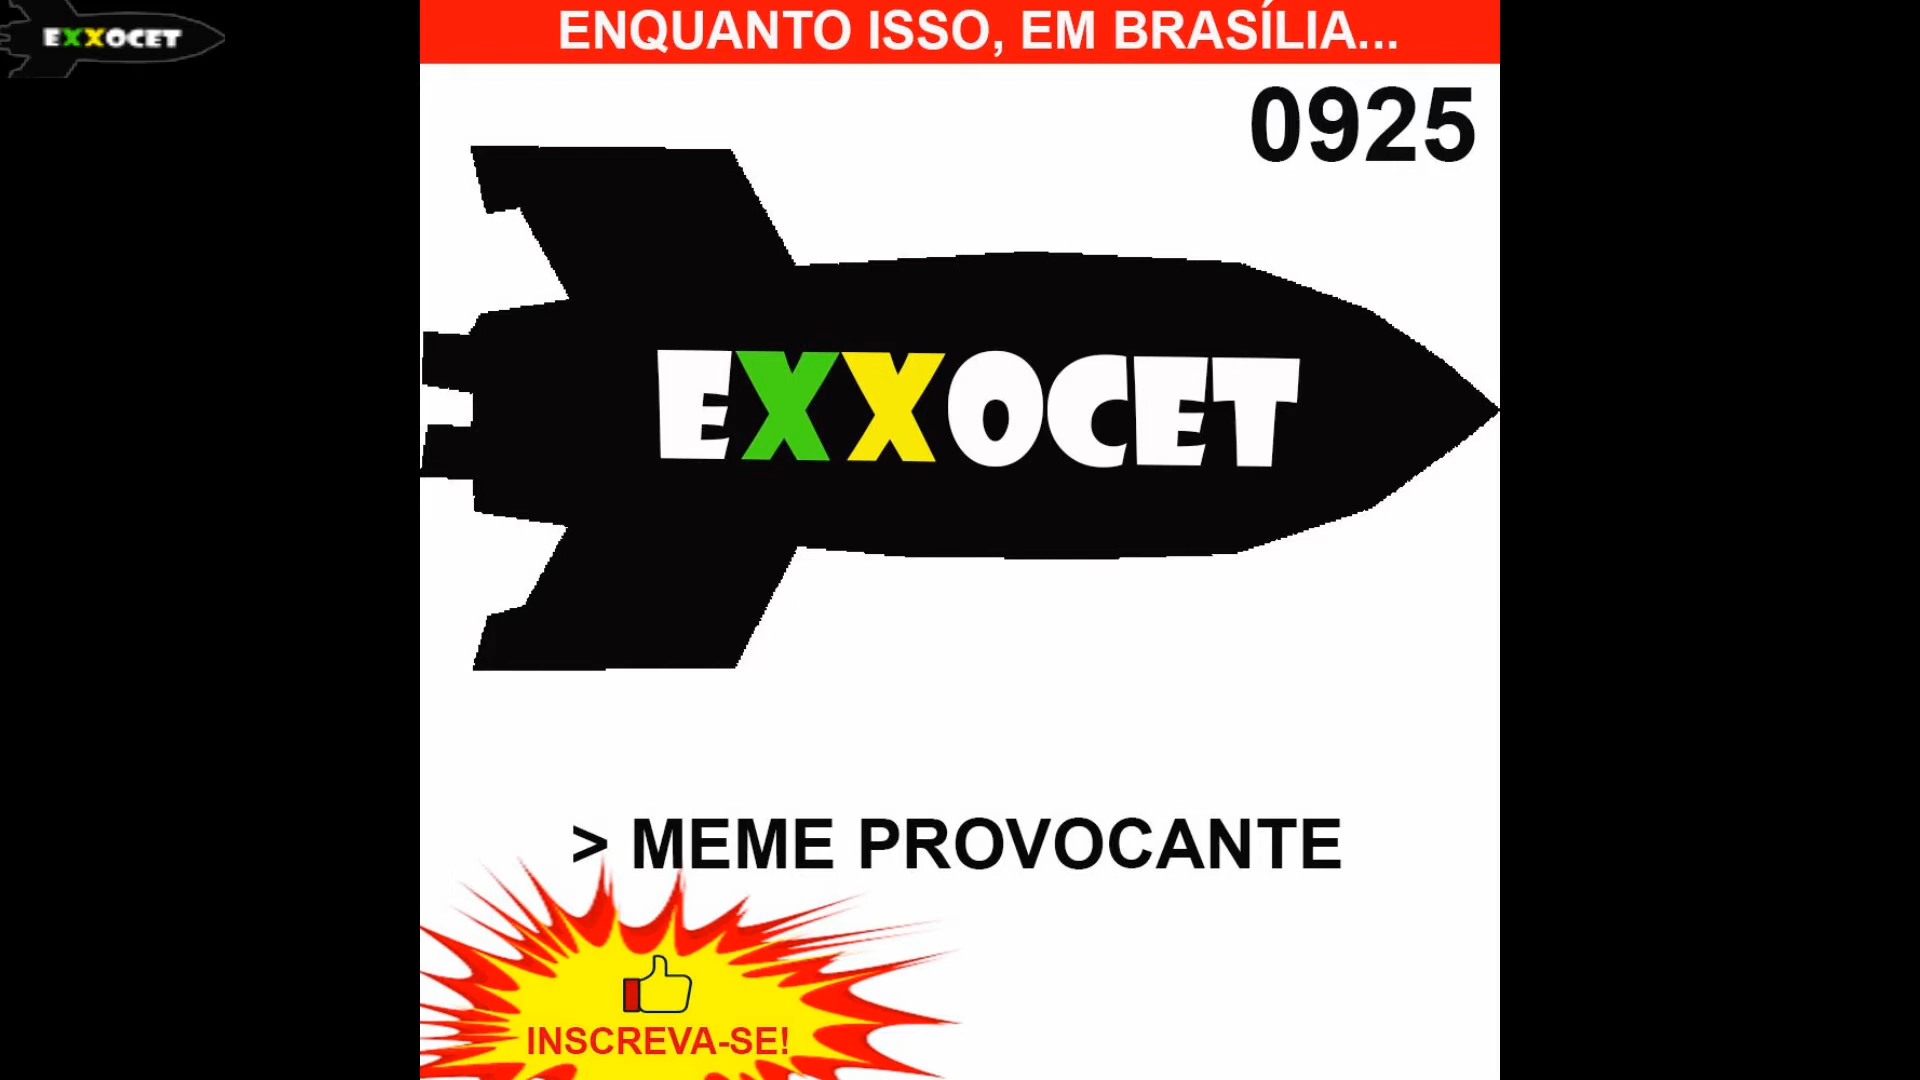 EXXOCET
ENQUANTO ISSO, EM BRASÍLIA...
0925
EXXOCET
> MEME PROVOCANTE
INSCREVA-SE!